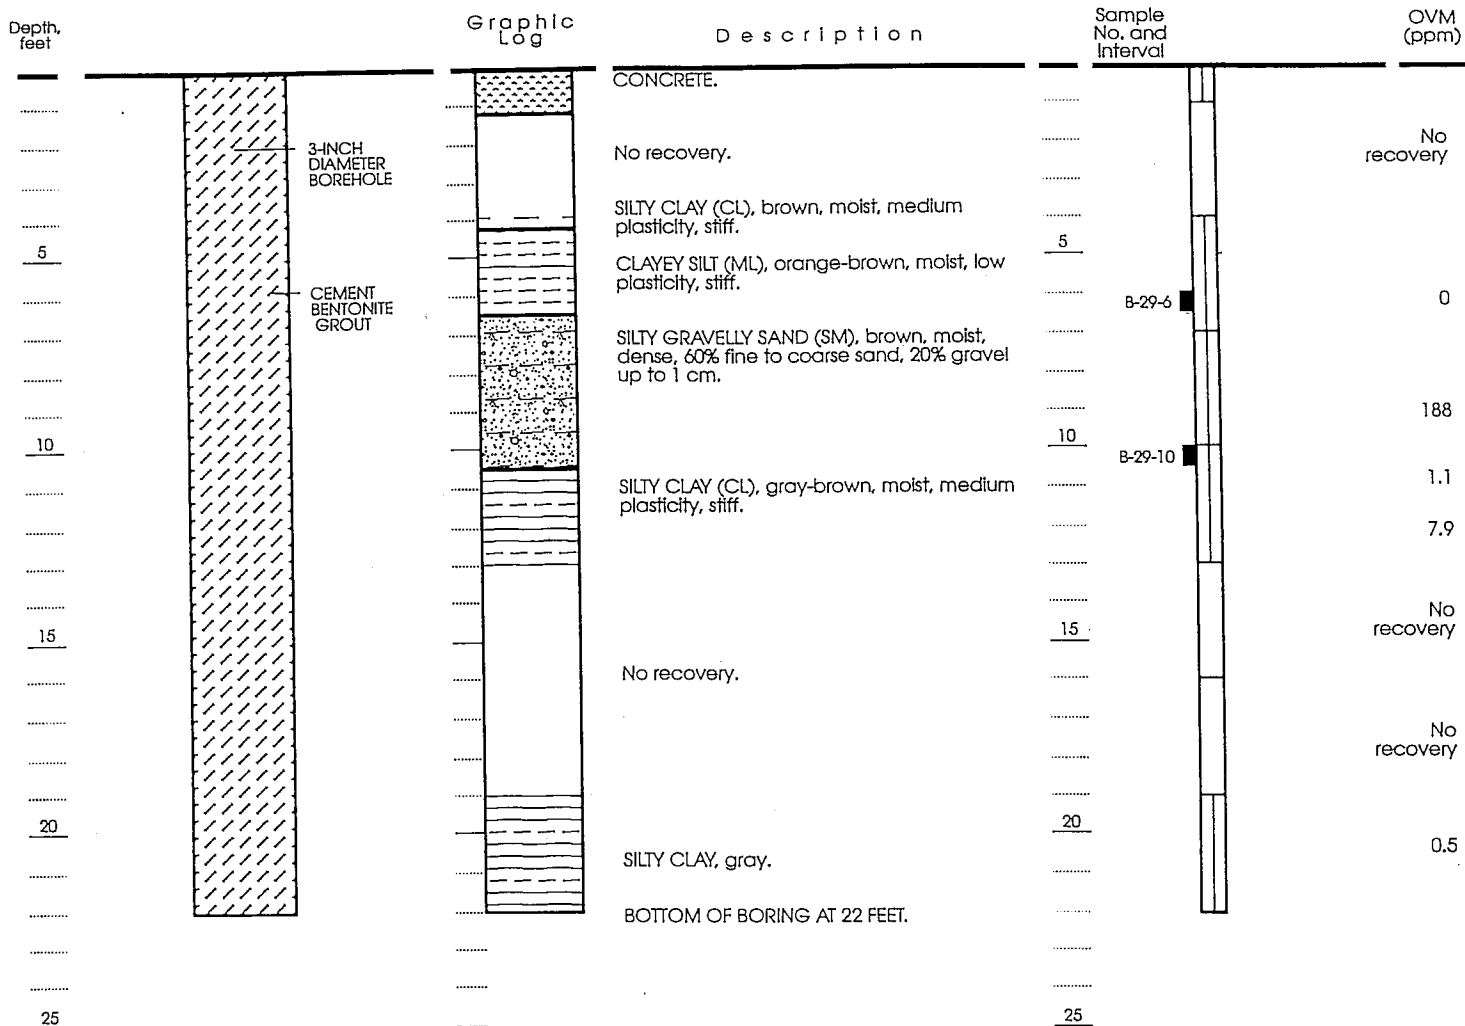 Depth,
feet
Graphic
Log
Description
Sample
No. and
Interval
OVM
(ppm)
CONCRETE.
3-INCH
DIAMETER
BOREHOLE
No recovery.
No
recovery
SILTY CLAY (CL), brown, moist, medium
plasticity, stiff.
5
5
CLAYEY SILT (ML), orange-brown, moist, low
plasticity, stiff.
CEMENT
BENTONITE
GROUT
B-29-6
0
SILTY GRAVELLY SAND (SM), brown, moist,
dense, 60% fine to coarse sand, 20% gravel
up to 1 cm.
188
10
10
B-29-10
1.1
SILTY CLAY (CL), gray-brown, moist, medium
plasticity, stiff.
7.9
No
recovery
15
15
No recovery.
No
recovery
20
20
0.5
SILTY CLAY, gray.
BOTTOM OF BORING AT 22 FEET.
25
25